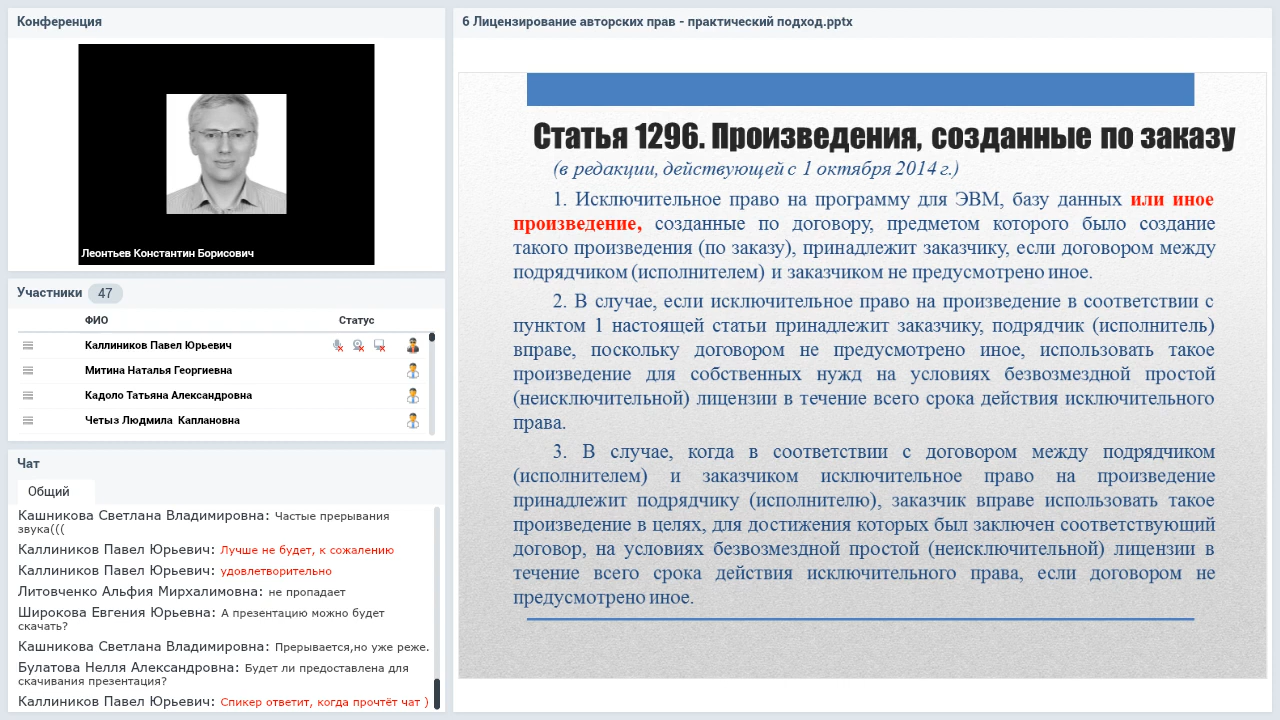 Конференция
Леонтьев Константин Борисович
Участники 47
ФИО Статус
Каллиников Павел Юрьевич
Митина Наталья Георгиевна
Кадоло Татьяна Александровна
Четыз Людмила Каплановна
Чат
Общий
Кашникова Светлана Владимировна: Частые прерывания
звука(((
Каллиников Павел Юрьевич: Лучше не будет, к сожалению
Каллиников Павел Юрьевич: удовлетворительно
Литовченко Альфия Мирхалимовна: не пропадает
Широкова Евгения Юрьевна: А презентацию можно будет
скачать?
Кашникова Светлана Владимировна: Прерывается,но уже реже.
Булатова Нелля Александровна: Будет ли предоставлена для
скачивания презентация?
Каллиников Павел Юрьевич: Спикер ответит, когда прочтёт чат )
6 Лицензирование авторских прав - практический подход.pptx
Статья 1296. Произведения, созданные по заказу
(в редакции, действующей с 1 октября 2014 г.)
1. Исключительное право на программу для ЭВМ, базу данных или иное
произведение, созданные по договору, предметом которого было создание
такого произведения (по заказу), принадлежит заказчику, если договором между
подрядчиком (исполнителем) и заказчиком не предусмотрено иное.
2. В случае, если исключительное право на произведение в соответствии с
пунктом 1 настоящей статьи принадлежит заказчику, подрядчик (исполнитель)
вправе, поскольку договором не предусмотрено иное, использовать такое
произведение для собственных нужд на условиях безвозмездной простой
(неисключительной) лицензии в течение всего срока действия исключительного
права.
3. В случае, когда в соответствии с договором между подрядчиком
(исполнителем) и заказчиком исключительное право на произведение
принадлежит подрядчику (исполнителю), заказчик вправе использовать такое
произведение в целях, для достижения которых был заключен соответствующий
договор, на условиях безвозмездной простой (неисключительной) лицензии в
течение всего срока действия исключительного права, если договором не
предусмотрено иное.